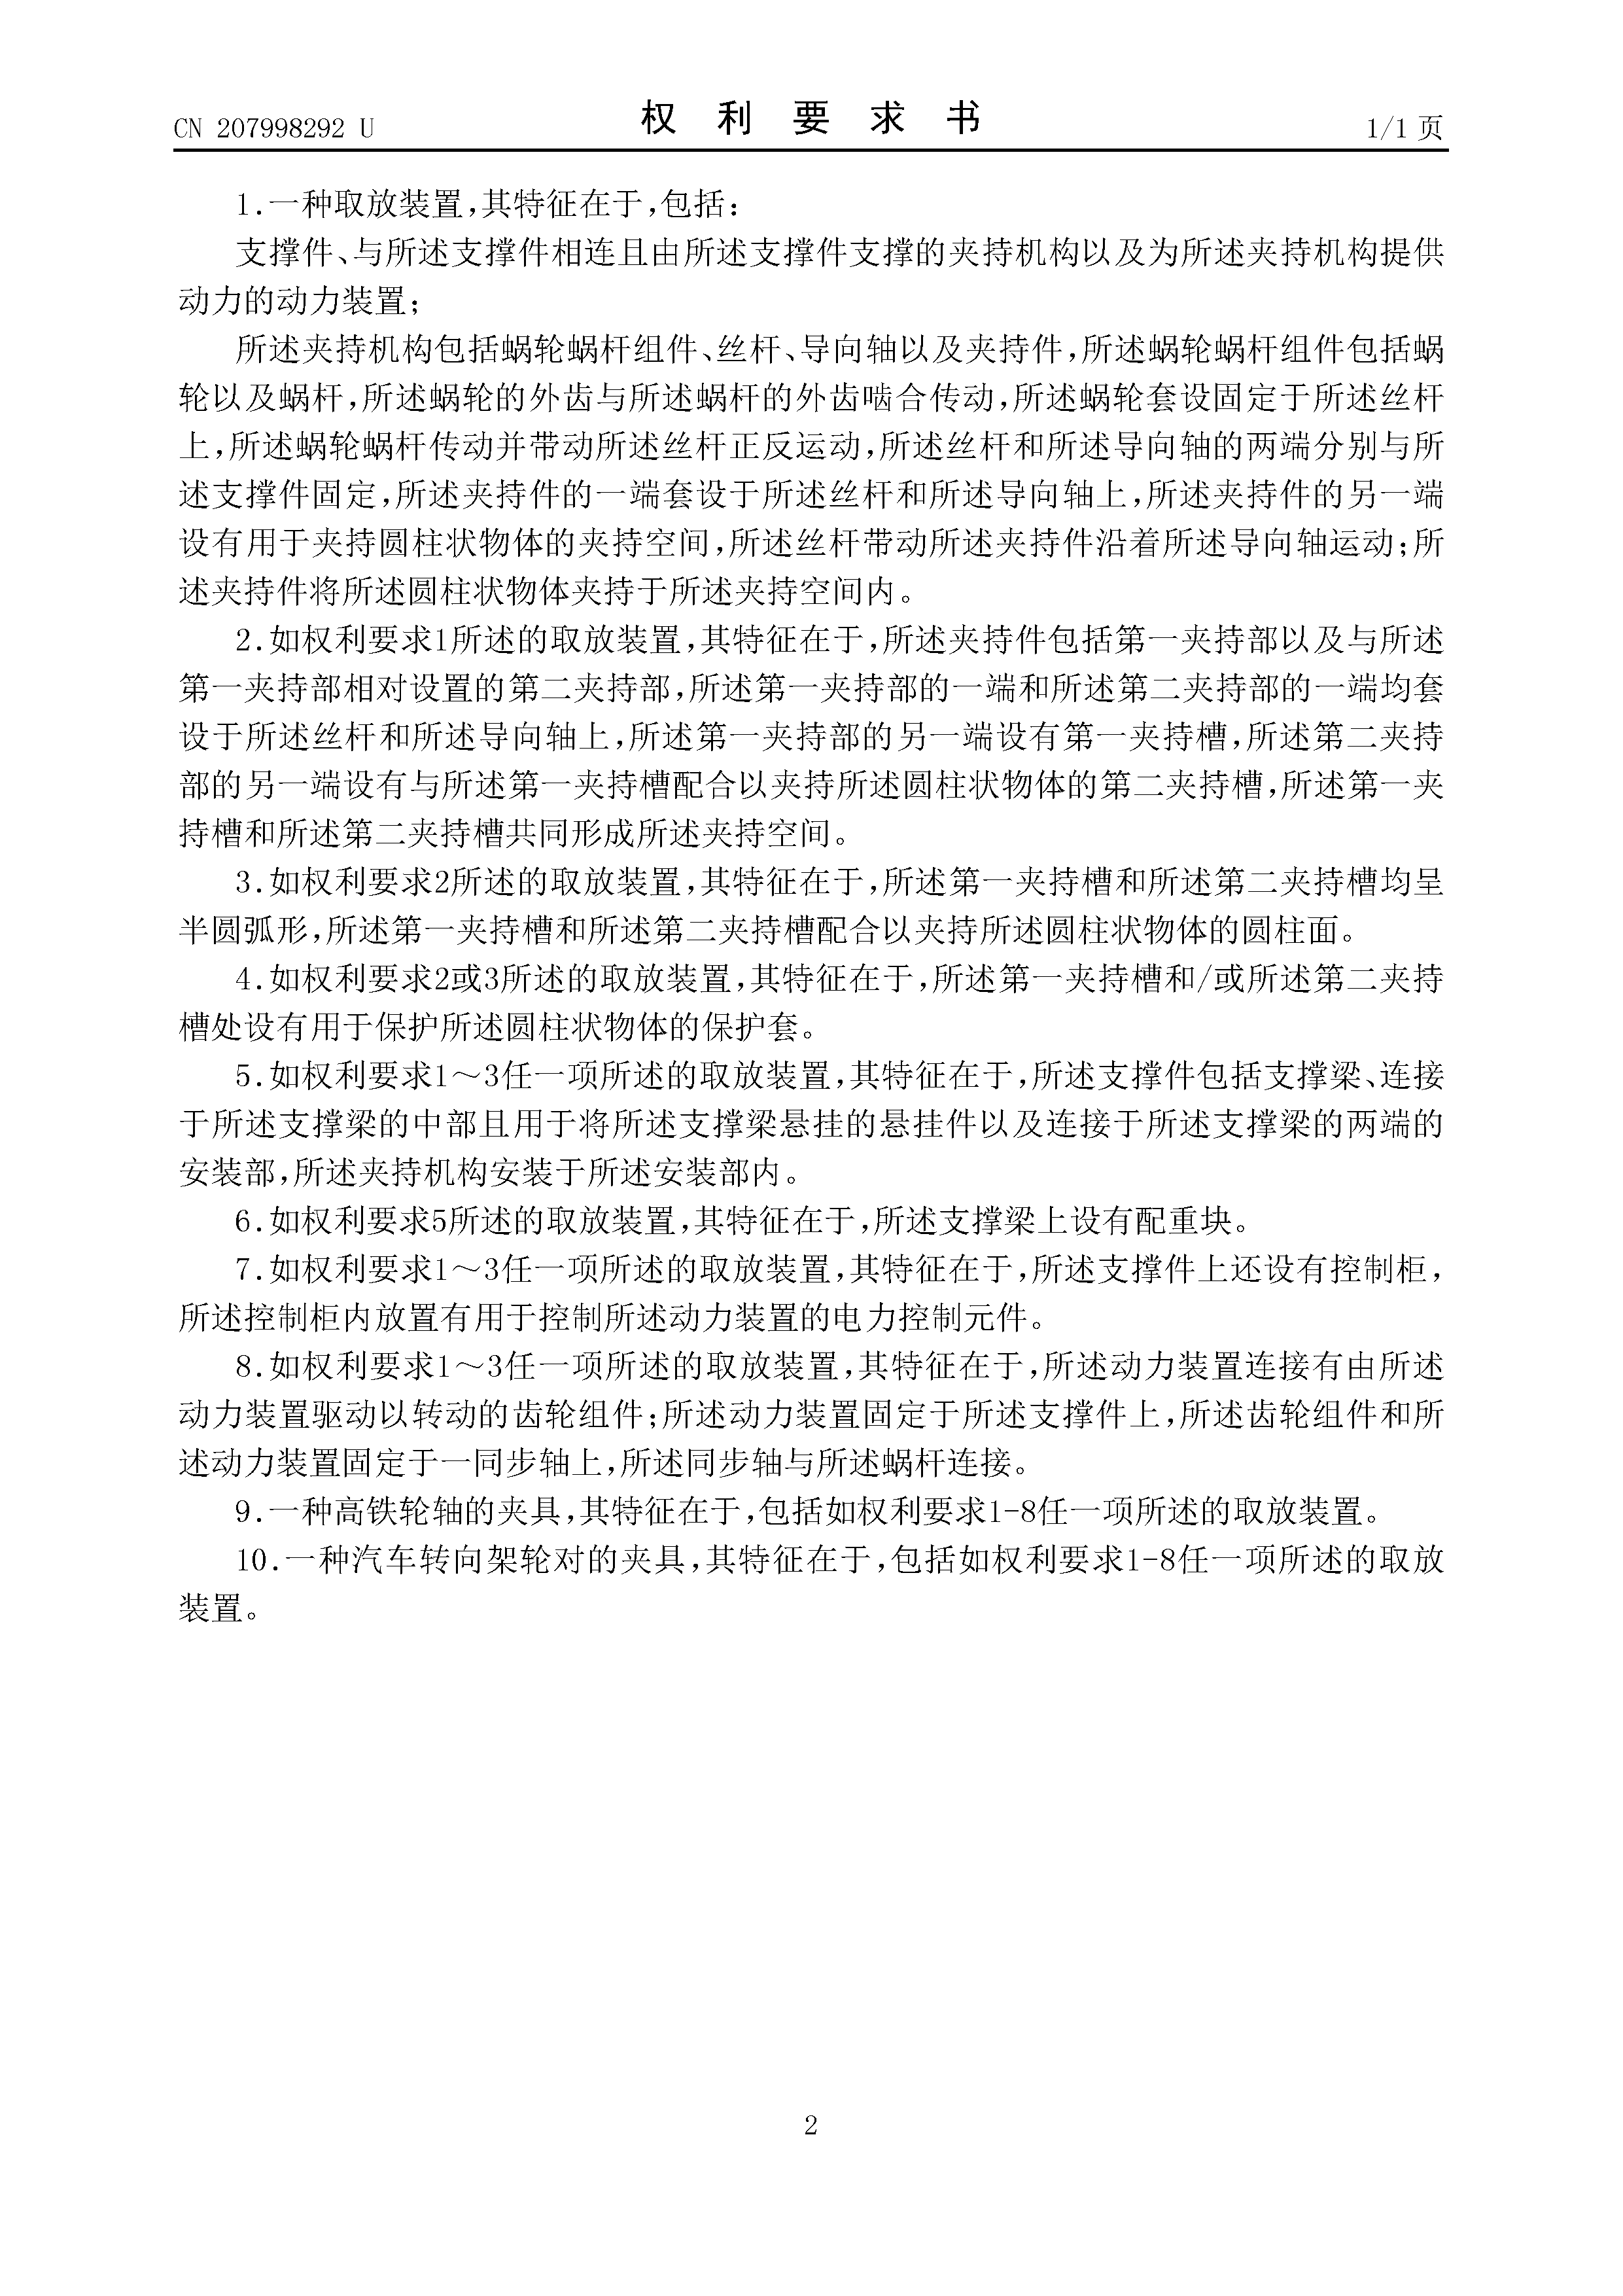 CN 207998292 U
权 利 要 求 书
1/1 页
1.一种取放装置,其特征在于,包括:
支撑件、与所述支撑件相连且由所述支撑件支撑的夹持机构以及为所述夹持机构提供
动力的动力装置;
所述夹持机构包括蜗轮蜗杆组件、丝杆、导向轴以及夹持件,所述蜗轮蜗杆组件包括蜗
轮以及蜗杆,所述蜗轮的外齿与所述蜗杆的外齿啮合传动,所述蜗轮套设固定于所述丝杆
上,所述蜗轮蜗杆传动并带动所述丝杆正反运动,所述丝杆和所述导向轴的两端分别与所
述支撑件固定,所述夹持件的一端套设于所述丝杆和所述导向轴上,所述夹持件的另一端
设有用于夹持圆柱状物体的夹持空间,所述丝杆带动所述夹持件沿着所述导向轴运动;所
述夹持件将所述圆柱状物体夹持于所述夹持空间内。
2.如权利要求1所述的取放装置,其特征在于,所述夹持件包括第一夹持部以及与所述
第一夹持部相对设置的第二夹持部,所述第一夹持部的一端和所述第二夹持部的一端均套
设于所述丝杆和所述导向轴上,所述第一夹持部的另一端设有第一夹持槽,所述第二夹持
部的另一端设有与所述第一夹持槽配合以夹持所述圆柱状物体的第二夹持槽,所述第一夹
持槽和所述第二夹持槽共同形成所述夹持空间。
3.如权利要求2所述的取放装置,其特征在于,所述第一夹持槽和所述第二夹持槽均呈
半圆弧形,所述第一夹持槽和所述第二夹持槽配合以夹持所述圆柱状物体的圆柱面。
4.如权利要求2或3所述的取放装置,其特征在于,所述第一夹持槽和/或所述第二夹持
槽处设有用于保护所述圆柱状物体的保护套。
5.如权利要求1～3任一项所述的取放装置,其特征在于,所述支撑件包括支撑梁、连接
于所述支撑梁的中部且用于将所述支撑梁悬挂的悬挂件以及连接于所述支撑梁的两端的
安装部,所述夹持机构安装于所述安装部内。
6.如权利要求5所述的取放装置,其特征在于,所述支撑梁上设有配重块。
7.如权利要求1～3任一项所述的取放装置,其特征在于,所述支撑件上还设有控制柜,
所述控制柜内放置有用于控制所述动力装置的电力控制元件。
8.如权利要求1～3任一项所述的取放装置,其特征在于,所述动力装置连接有由所述
动力装置驱动以转动的齿轮组件;所述动力装置固定于所述支撑件上,所述齿轮组件和所
述动力装置固定于一同步轴上,所述同步轴与所述蜗杆连接。
9.一种高铁轮轴的夹具,其特征在于,包括如权利要求1-8任一项所述的取放装置。
10.一种汽车转向架轮对的夹具,其特征在于,包括如权利要求1-8任一项所述的取放
装置。
2